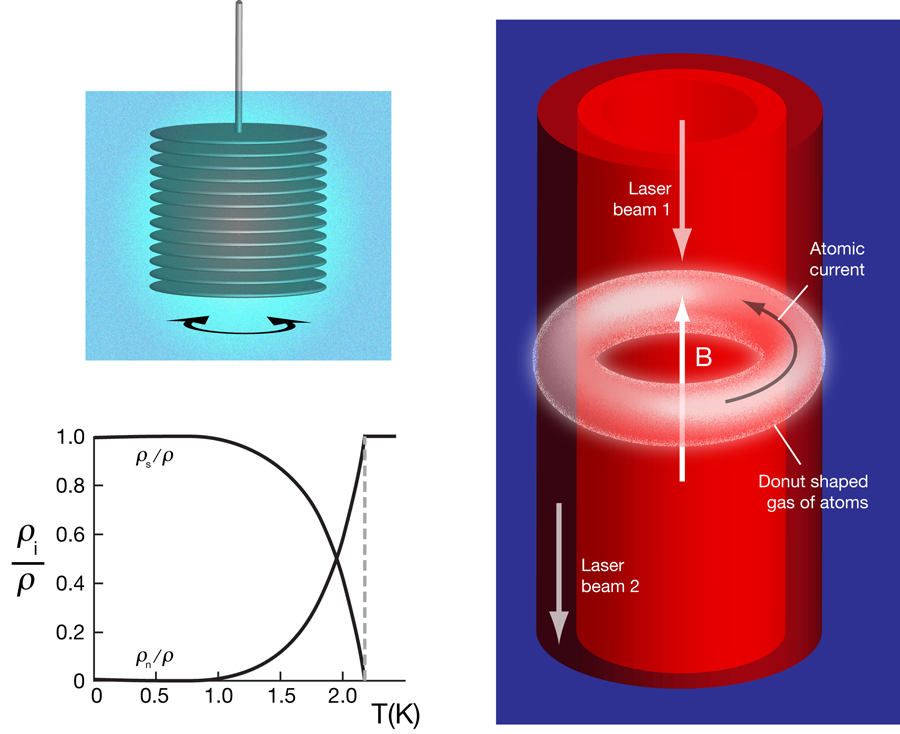 1.0
ρs/ρ
0.8
0.6
ρi
ρ
0.4
0.2
ρn/ρ
0
0 0.5 1.0 1.5 2.0
T(K)
Laser
beam 1
Atomic
current
B
Donut shaped
gas of atoms
Laser
beam 2